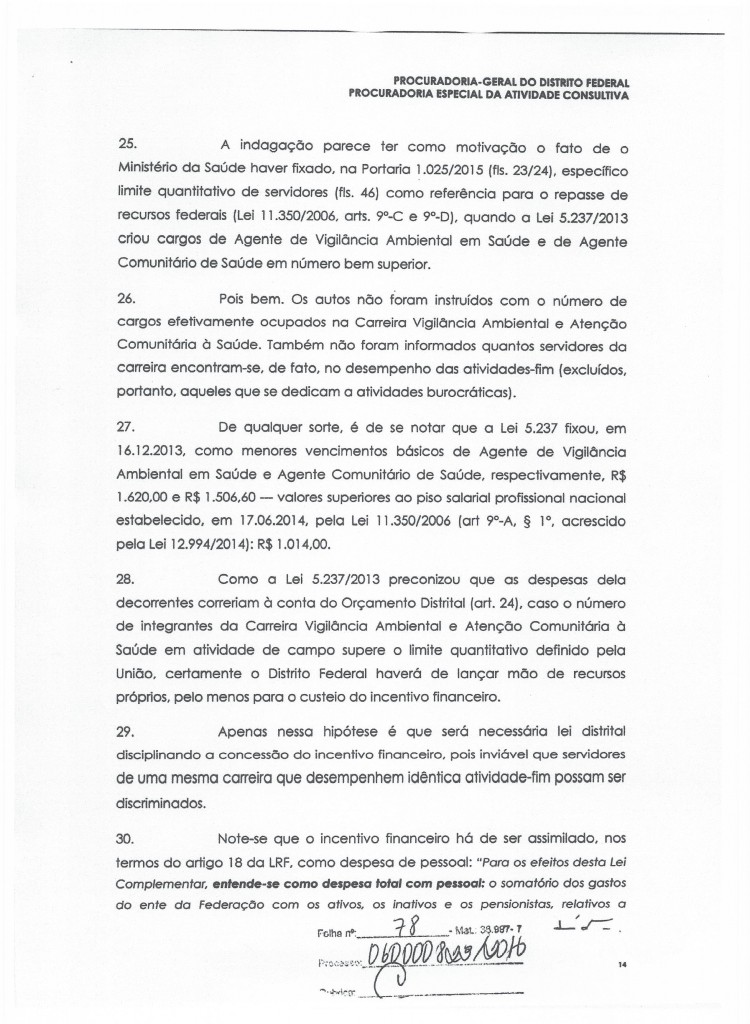 PROCURADORIA-GERAL DO DISTRITO FEDERAL
PROCURADORIA ESPECIAL DA ATIVIDADE CONSULTIVA
25. A indagação parece ter como motivação o fato de o
Ministério da Saúde haver fixado, na Portaria 1.025/2015 (fls. 23/24), específico
limite quantitativo de servidores (fls. 46) como referência para o repasse de
recursos federais (Lei 11.350/2006, arts. 9º-C e 9º-D), quando a Lei 5.237/2013
criou cargos de Agente de Vigilância Ambiental em Saúde e de Agente
Comunitário de Saúde em número bem superior.
26. Pois bem. Os autos não foram instruídos com o número de
cargos efetivamente ocupados na Carreira Vigilância Ambiental e Atenção
Comunitária à Saúde. Também não foram informados quantos servidores da
carreira encontram-se, de fato, no desempenho das atividades-fim (excluídos,
portanto, aqueles que se dedicam a atividades burocráticas).
27. De qualquer sorte, é de se notar que a Lei 5.237 fixou, em
16.12.2013, como menores vencimentos básicos de Agente de Vigilância
Ambiental em Saúde e Agente Comunitário de Saúde, respectivamente, R$
1.620,00 e R$ 1.506,60 — valores superiores ao piso salarial profissional nacional
estabelecido, em 17.06.2014, pela Lei 11.350/2006 (art 9º-A, § 1º, acrescido
pela Lei 12.994/2014): R$ 1.014,00.
28. Como a Lei 5.237/2013 preconizou que as despesas dela
decorrentes correriam à conta do Orçamento Distrital (art. 24), caso o número
de integrantes da Carreira Vigilância Ambiental e Atenção Comunitária à
Saúde em atividade de campo supere o limite quantitativo definido pela
União, certamente o Distrito Federal haverá de lançar mão de recursos
próprios, pelo menos para o custeio do incentivo financeiro.
29. Apenas nessa hipótese é que será necessária lei distrital
disciplinando a concessão do incentivo financeiro, pois inviável que servidores
de uma mesma carreira que desempenhem idêntica atividade-fim possam ser
discriminados.
30. Note-se que o incentivo financeiro há de ser assimilado, nos
termos do artigo 18 da LRF, como despesa de pessoal: "Para os efeitos desta Lei
Complementar, entende-se como despesa total com pessoal: o somatório dos gastos
do ente da Federação com os ativos, os inativos e os pensionistas, relativos a
Folha nº: 78 - Mat.: 38.997-7
Processo:
14